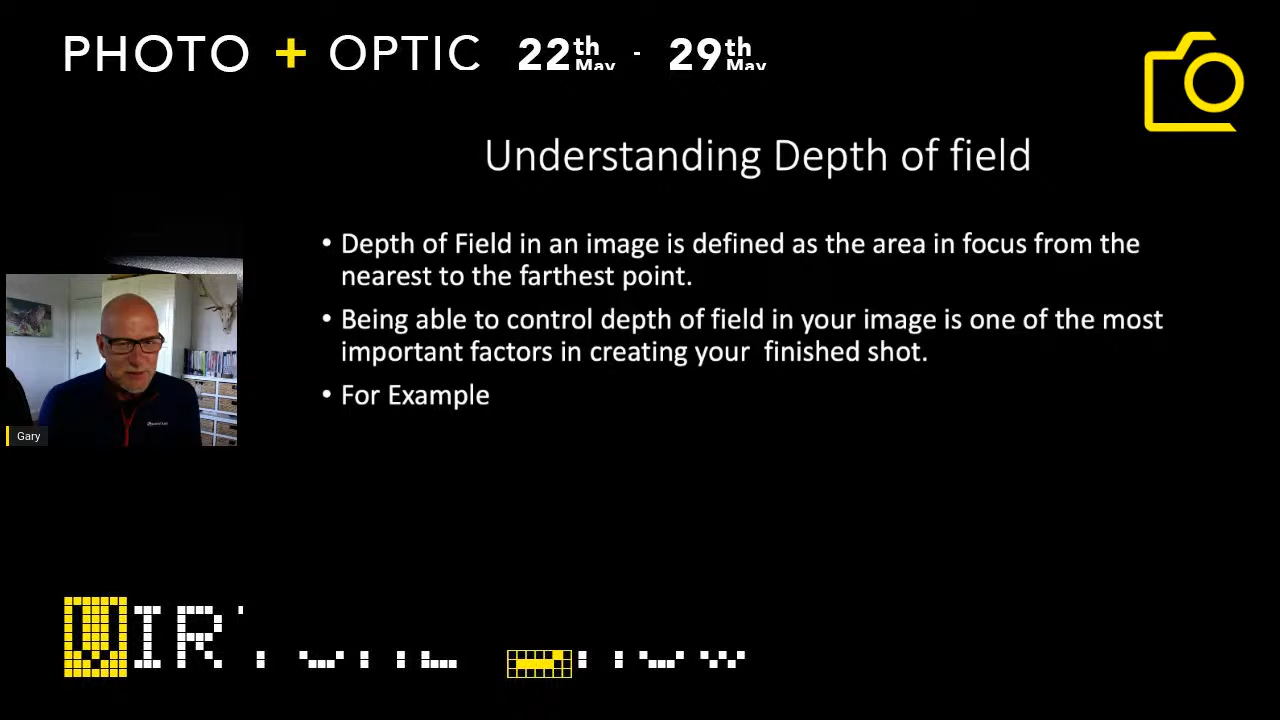 PHOTO + OPTIC 22th May - 29th May
Understanding Depth of field
• Depth of Field in an image is defined as the area in focus from the
nearest to the farthest point.
• Being able to control depth of field in your image is one of the most
important factors in creating your  finished shot.
• For Example
Gary